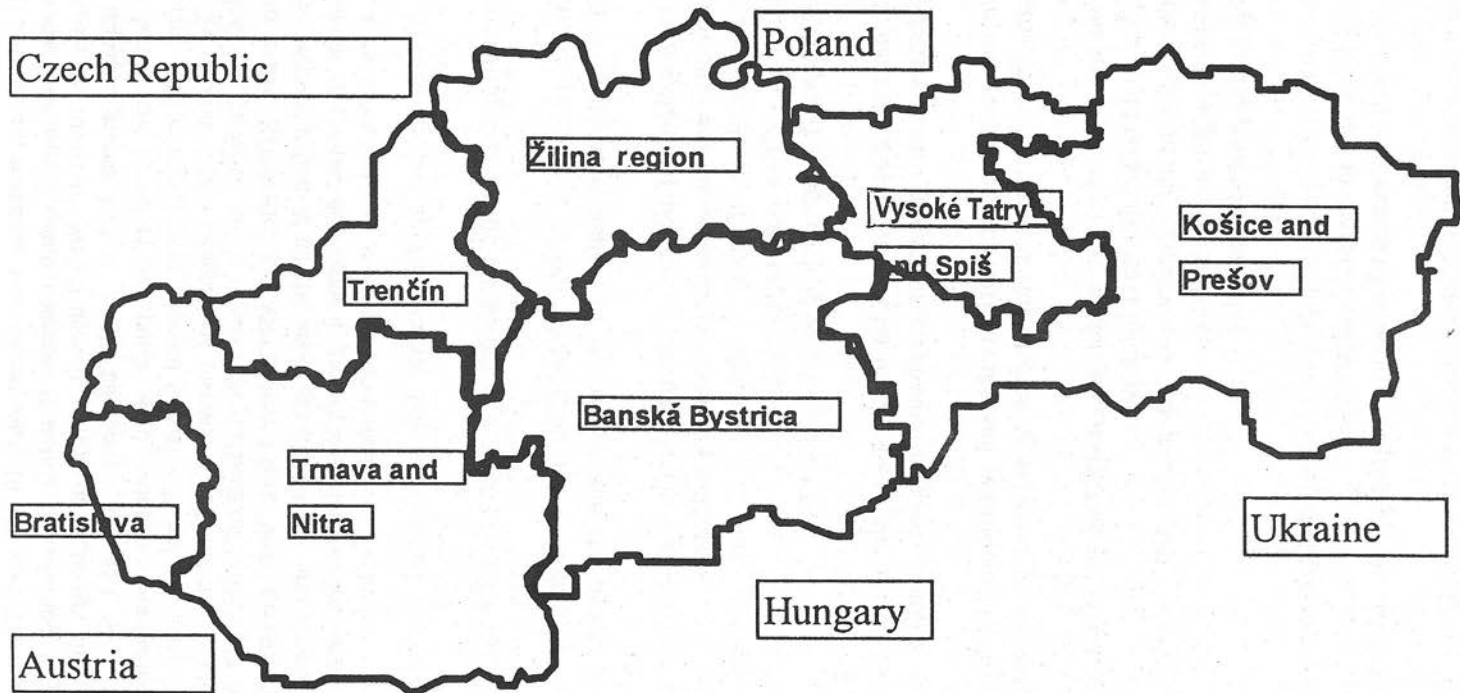 Poland
Czech Republic
Žilina region
Vysoké Tatry
nd Spiš
Košice and
Prešov
Trenčín
Banská Bystrica
Trnava and
Nitra
Bratislava
Ukraine
Hungary
Austria